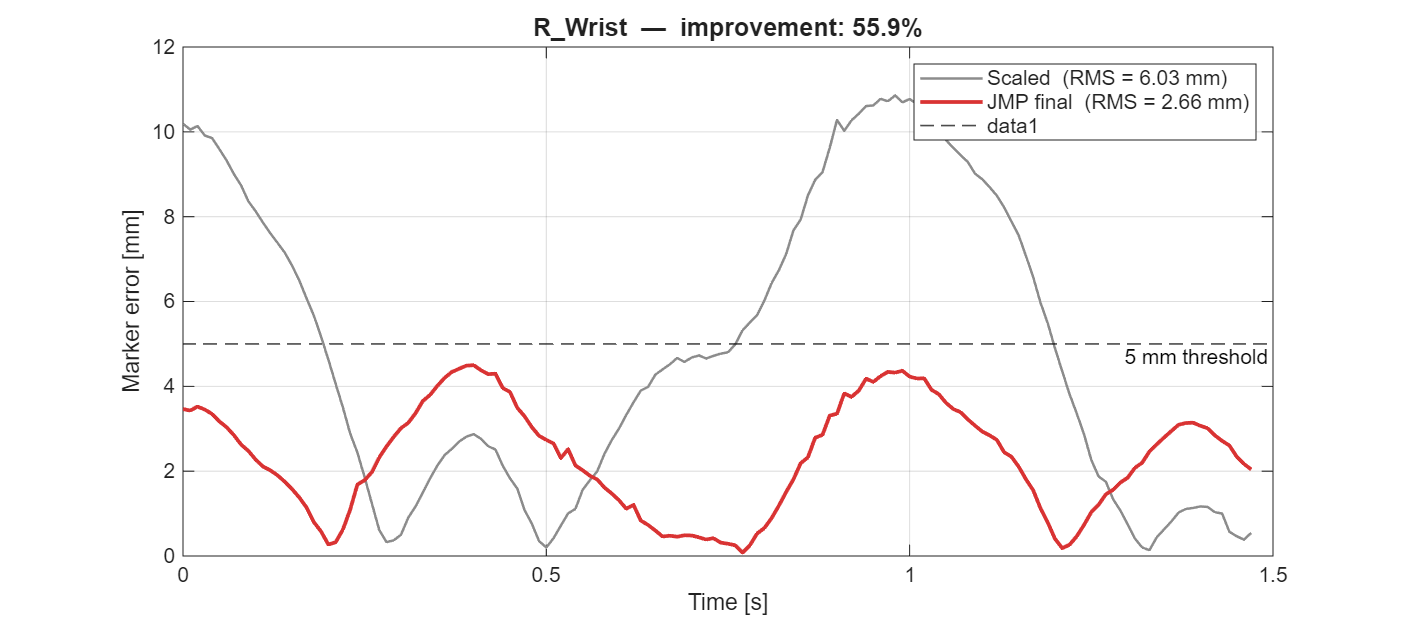 R_Wrist — improvement: 55.9%
12
10
8
6
4
2
0
Marker error [mm]
Scaled (RMS = 6.03 mm)
JMP final (RMS = 2.66 mm)
data1
5 mm threshold
0 0.5 1 1.5
Time [s]